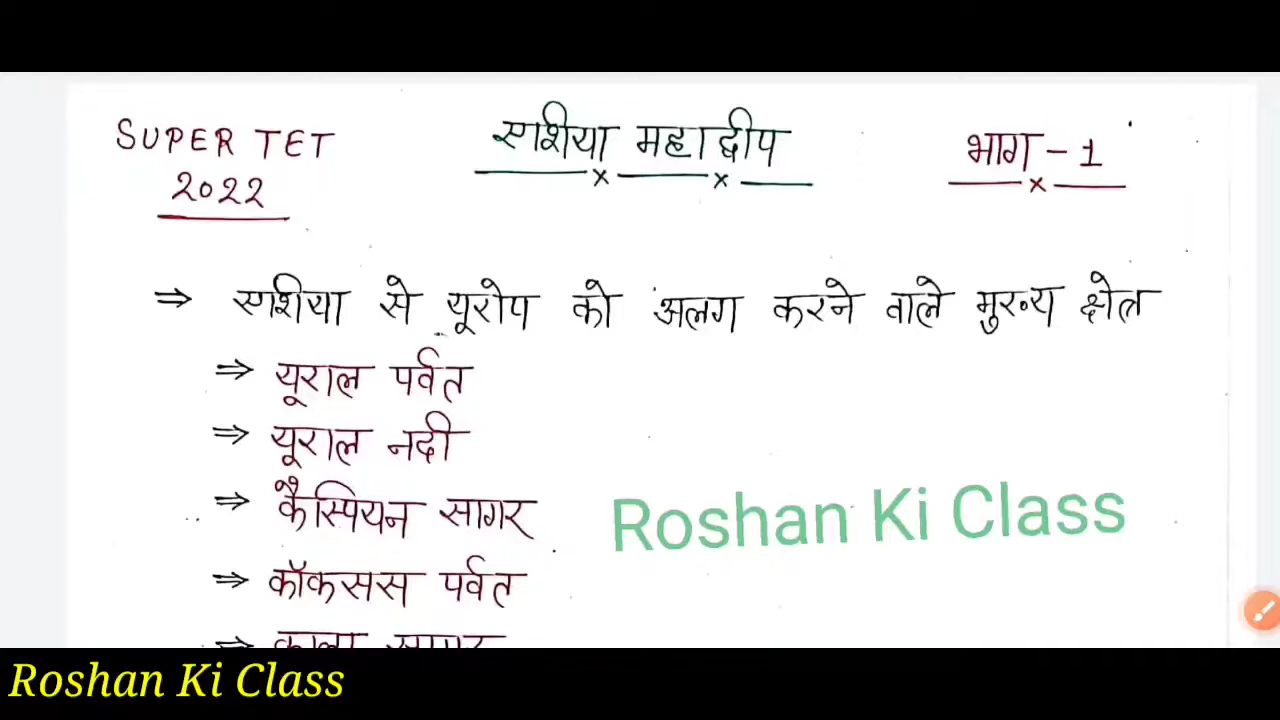 SUPER TET
2022
एशिया महाद्वीप
भाग - 1
⇒ एशिया से यूरोप को अलग करने वाले मुख्य क्षेत्र
⇒ यूराल पर्वत
⇒ यूराल नदी
⇒ कैस्पियन सागर
Roshan Ki Class
⇒ कॉकसस पर्वत
⇒ काला सागर
Roshan Ki Class